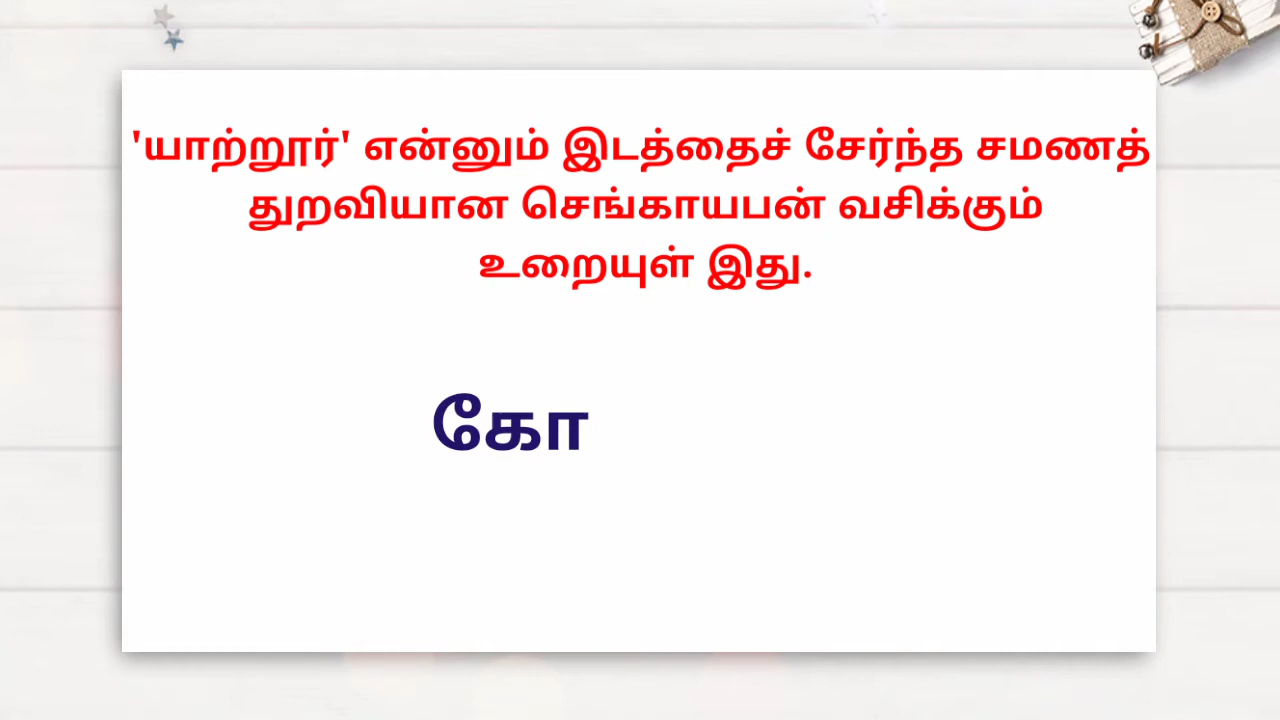 'யாற்றூர்' என்னும் இடத்தைச் சேர்ந்த சமணத்
துறவியான செங்காயபன் வசிக்கும்
உறையுள் இது.
கோ